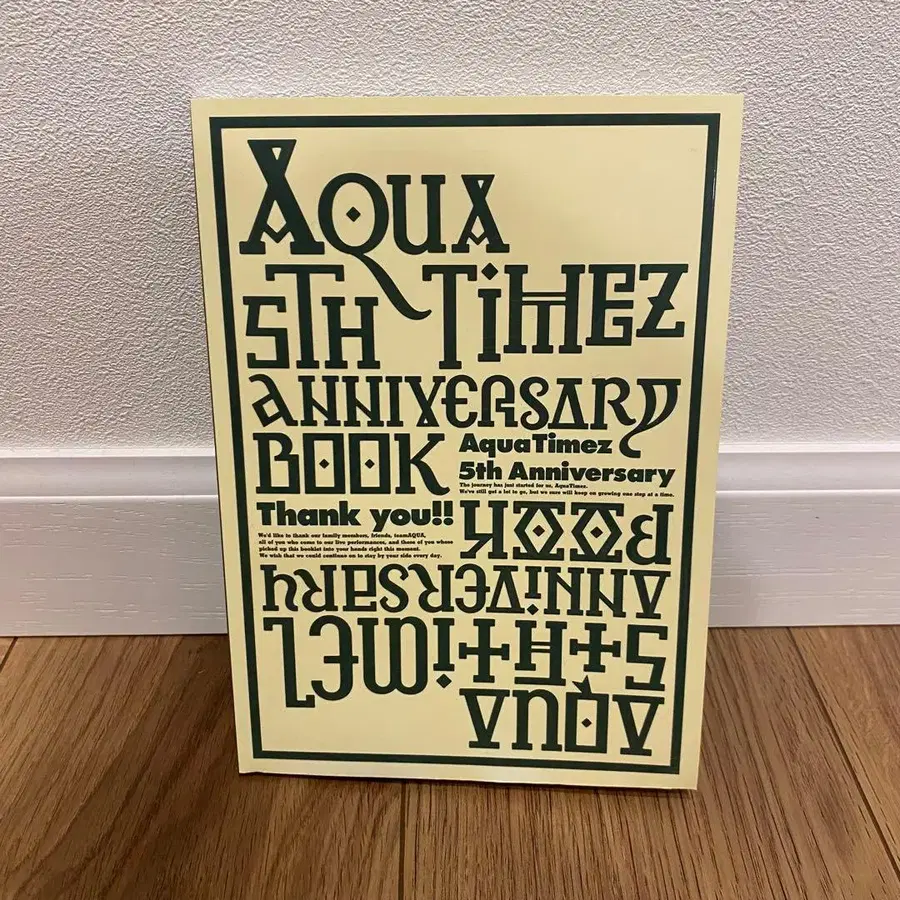 AQUA
5TH TIMEZ
ANNIVERSARY
BOOK
AquaTimez
5th Anniversary
The journey has just started for us, AquaTimez.
We've still got a lot to go, but we sure will keep on growing one step at a time.
Thank you!!
We'd like to thank our family members, friends, teamAQUA,
all of you who come to our live performances, and those of you whose
picked up this booklet into your hands right this moment.
We wish that we could continue on to stay by your side every day.
BOOK
ANNIVERSARY
5TH TIMEZ
AQUA